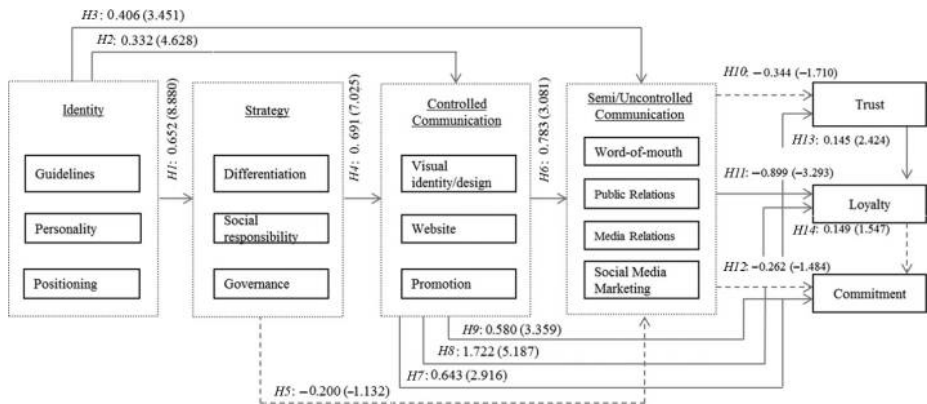 H3: 0.406 (3.451)
H2: 0.332 (4.628)
Identity
Guidelines
Personality
Positioning
H1: 0.652 (8.880)
Strategy
Differentiation
Social
responsibility
Governance
H4: 0. 691 (7.025)
Controlled
Communication
Visual
identity/design
Website
Promotion
H6: 0.783 (3.081)
Semi/Uncontrolled
Communication
Word-of-mouth
Public Relations
Media Relations
Social Media
Marketing
H10: −0.344 (−1.710)
Trust
H13: 0.145 (2.424)
H11: −0.899 (−3.293)
Loyalty
H14: 0.149 (1.547)
H12: −0.262 (−1.484)
Commitment
H9: 0.580 (3.359)
H8: 1.722 (5.187)
H7: 0.643 (2.916)
H5: −0.200 (−1.132)